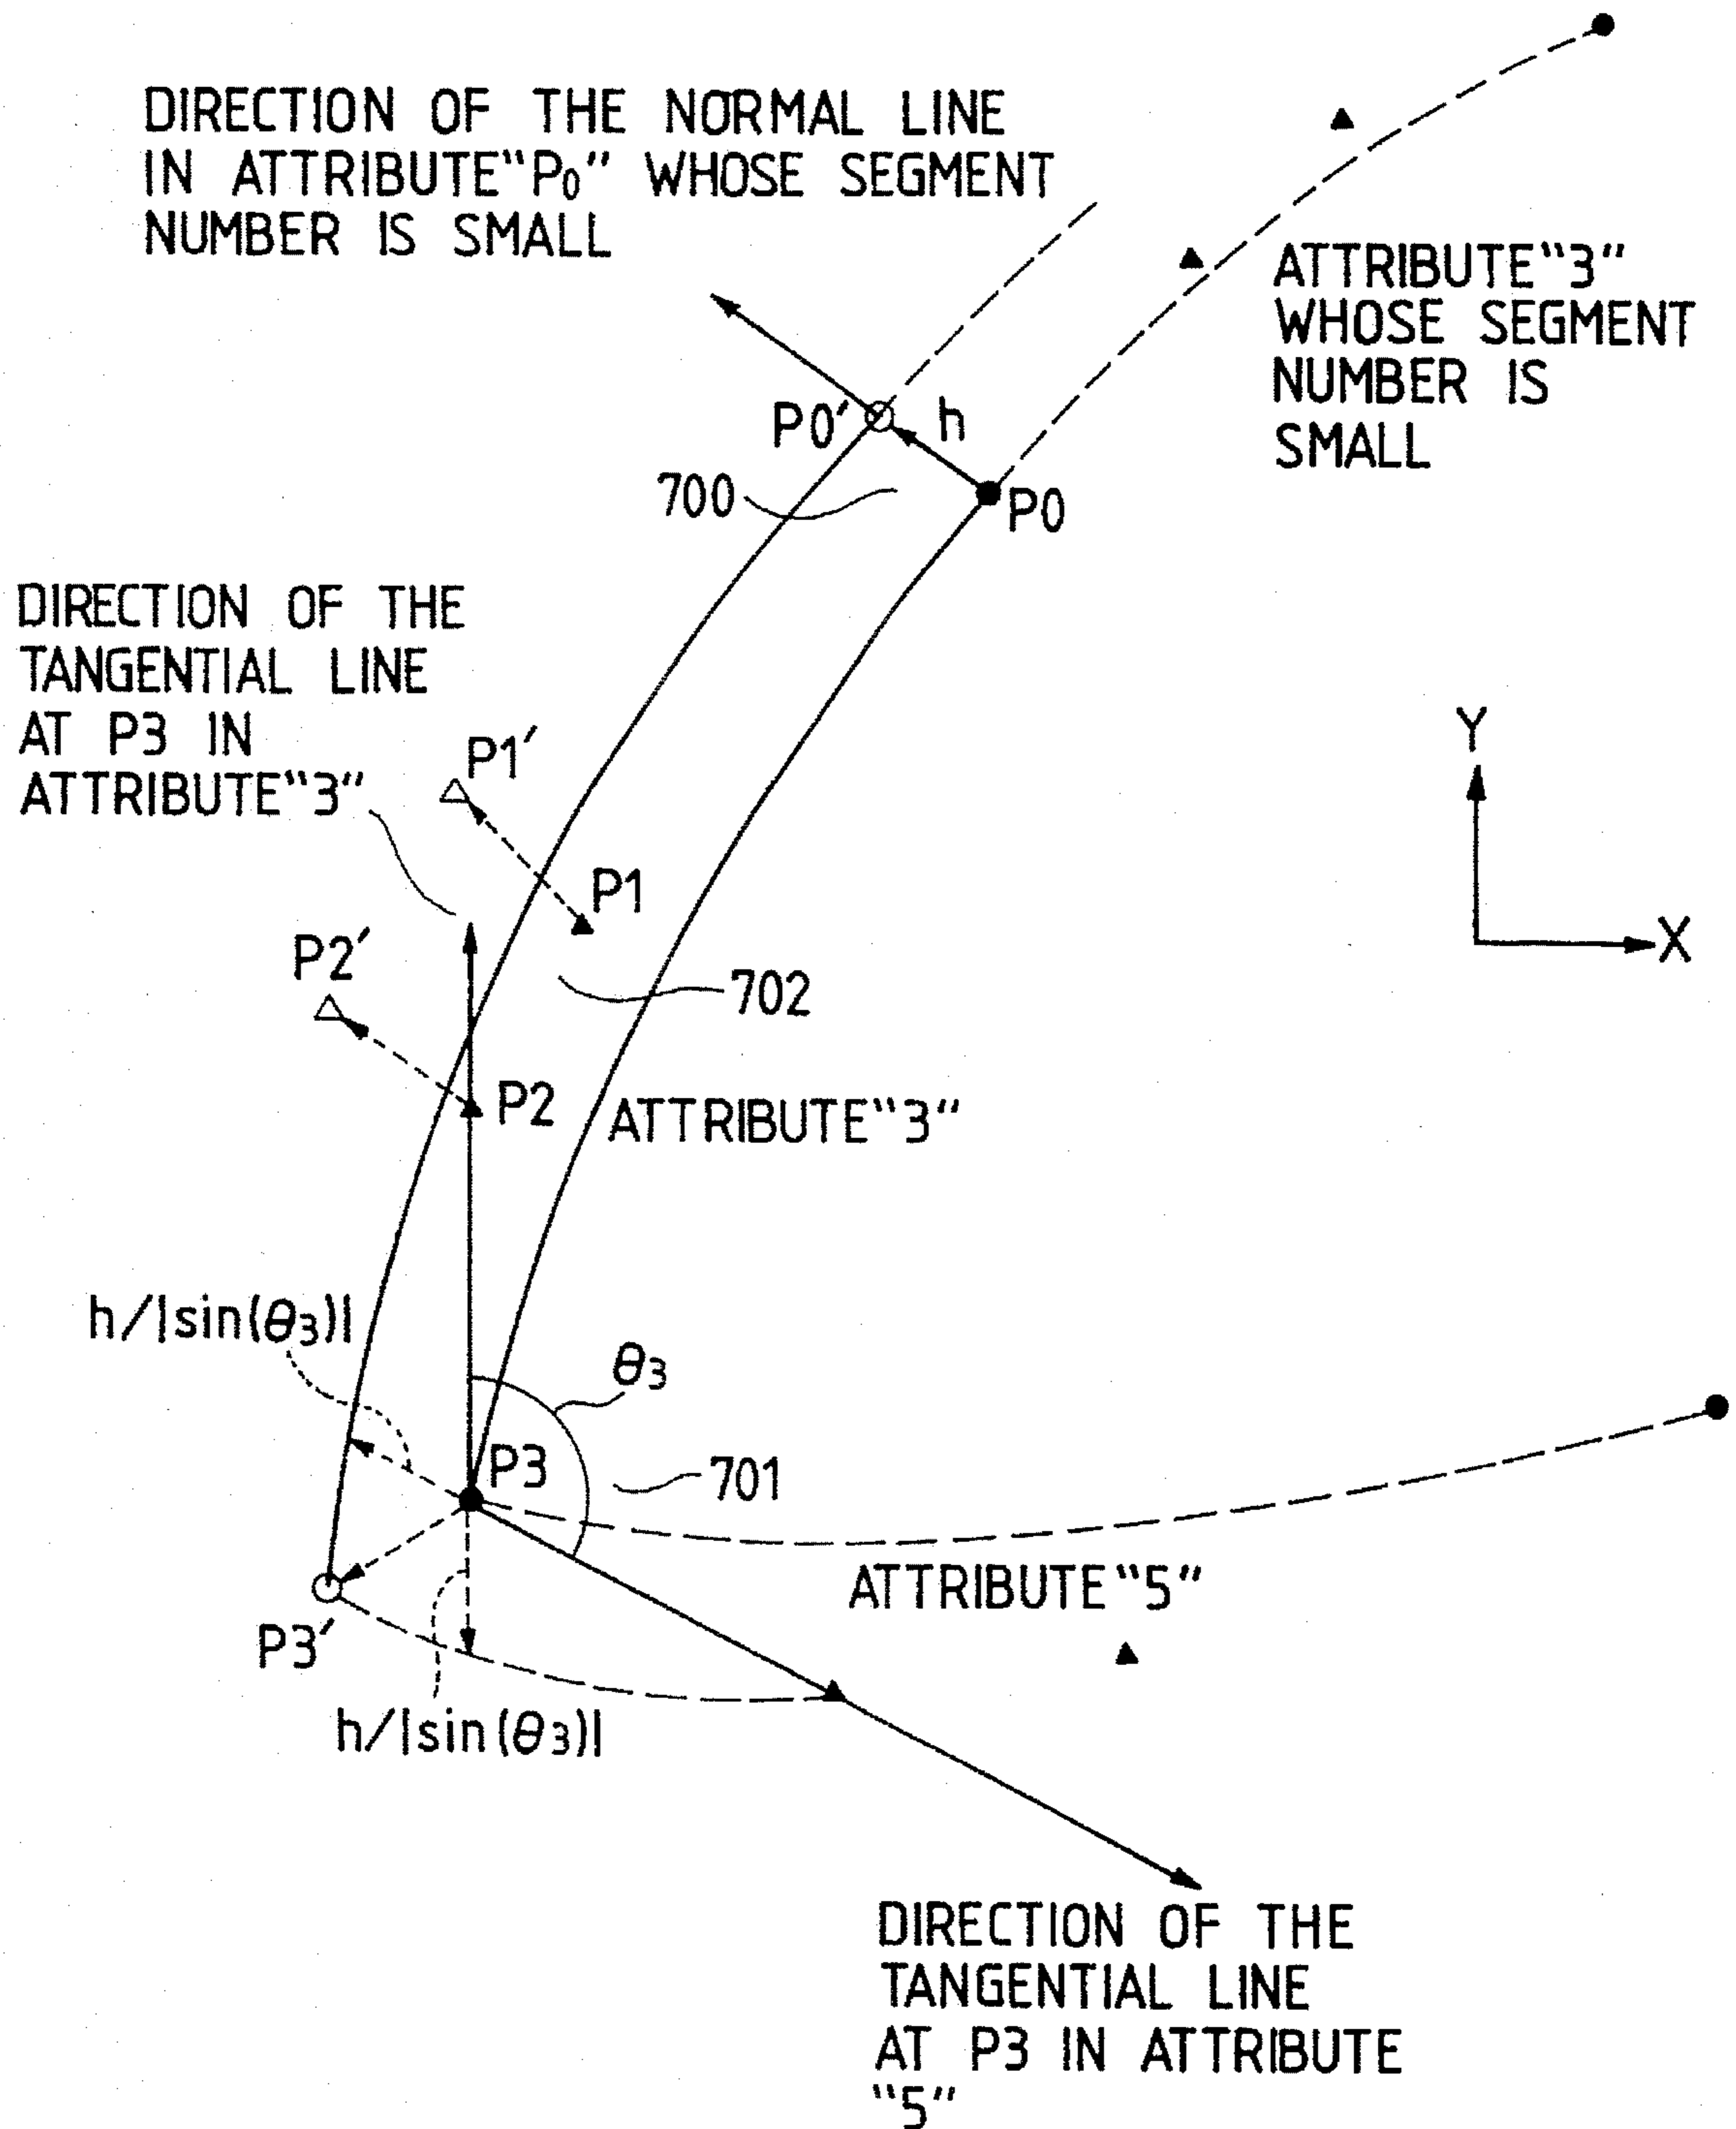 DIRECTION OF THE NORMAL LINE
IN ATTRIBUTE“P0” WHOSE SEGMENT
NUMBER IS SMALL
ATTRIBUTE“3”
WHOSE SEGMENT
NUMBER IS
SMALL
P0′
h
700
P0
DIRECTION OF THE
TANGENTIAL LINE
AT P3 IN
ATTRIBUTE“3”
P1′
Y
P1
P2′
X
702
P2
ATTRIBUTE“3”
h/|sin(θ3)|
θ3
P3
701
ATTRIBUTE“5”
P3′
h/|sin(θ3)|
DIRECTION OF THE
TANGENTIAL LINE
AT P3 IN ATTRIBUTE
“5”